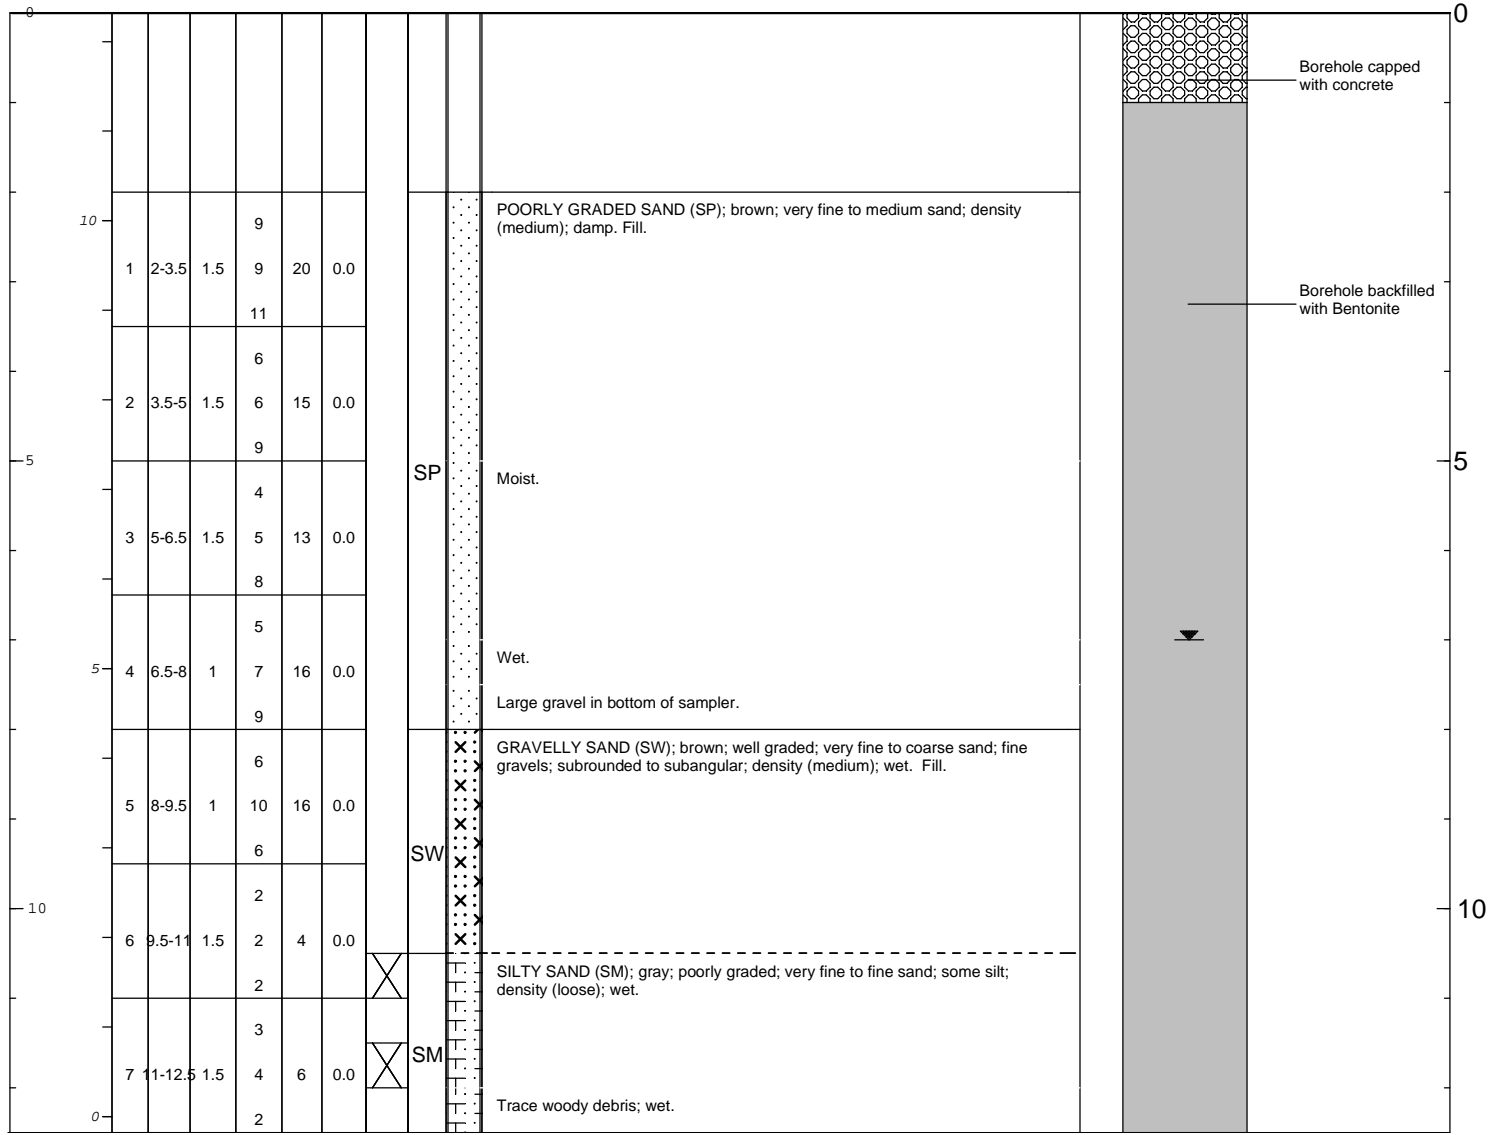 0
0
Borehole capped
with concrete
POORLY GRADED SAND (SP); brown; very fine to medium sand; density
(medium); damp. Fill.
10
9
1 2-3.5 1.5 9 20 0.0
11
Borehole backfilled
with Bentonite
6
2 3.5-5 1.5 6 15 0.0
9
5
SP
Moist.
5
4
3 5-6.5 1.5 5 13 0.0
8
5
Wet.
5
4 6.5-8 1 7 16 0.0
9
Large gravel in bottom of sampler.
GRAVELLY SAND (SW); brown; well graded; very fine to coarse sand; fine
gravels; subrounded to subangular; density (medium); wet. Fill.
6
5 8-9.5 1 10 16 0.0
6
SW
2
10
10
6 9.5-11 1.5 2 4 0.0
2
SILTY SAND (SM); gray; poorly graded; very fine to fine sand; some silt;
density (loose); wet.
3
SM
7 11-12.5 1.5 4 6 0.0
2
Trace woody debris; wet.
0